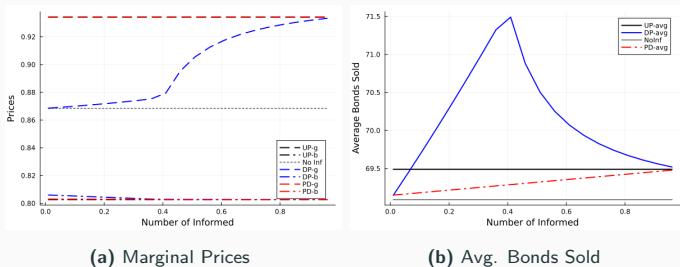 0.92
0.90
0.88
0.86
0.84
0.82
0.80
Prices
0.0
0.2
0.4
0.6
0.8
Number of Informed
UP-g
UP-b
No Inf
DP-g
DP-b
PD-g
PD-b
(a) Marginal Prices
71.5
71.0
70.5
70.0
69.5
Average Bonds Sold
0.0
0.2
0.4
0.6
0.8
Number of Informed
UP-avg
DP-avg
NoInf
PD-avg
(b) Avg. Bonds Sold